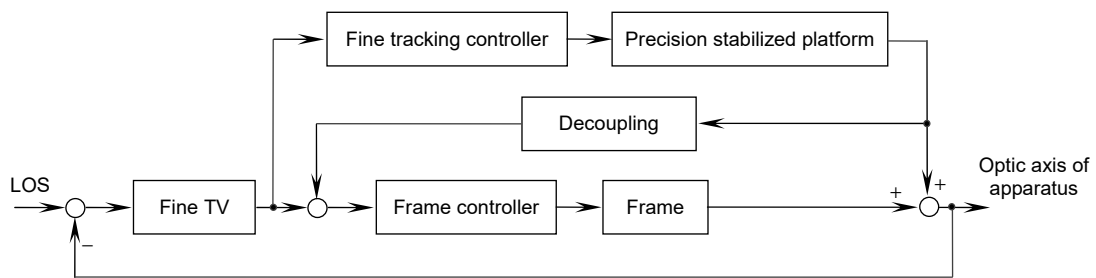 Fine tracking controller
Precision stabilized platform
Decoupling
LOS
Fine TV
Frame controller
Frame
+
+
Optic axis of
apparatus
−